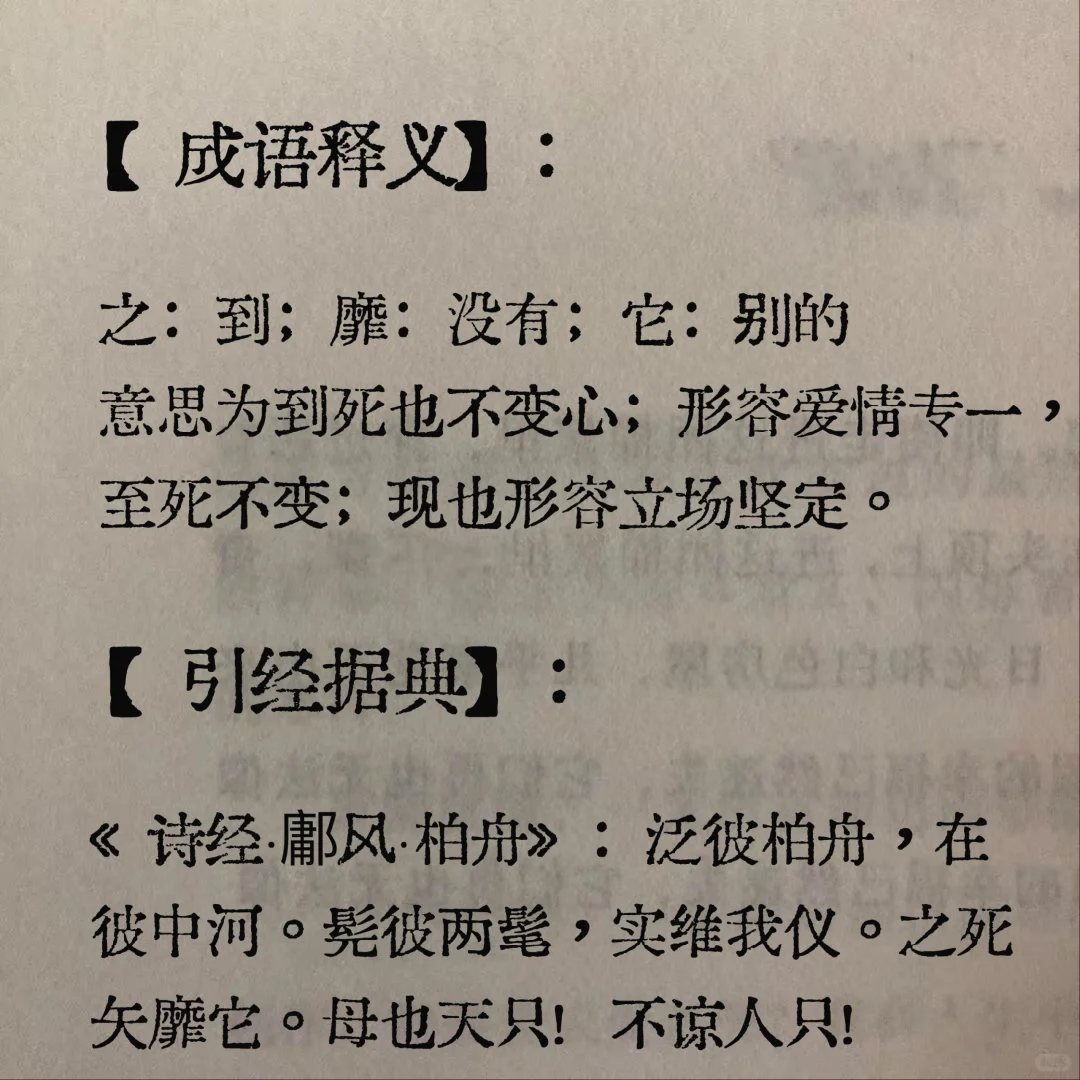 【 成语释义】：
之：到；靡：没有；它：别的
意思为到死也不变心；形容爱情专一，
至死不变；现也形容立场坚定。
【 引经据典】：
《 诗经·鄘风·柏舟》：泛彼柏舟，在
彼中河。髧彼两髦，实维我仪。之死
矢靡它。母也天只！不谅人只！